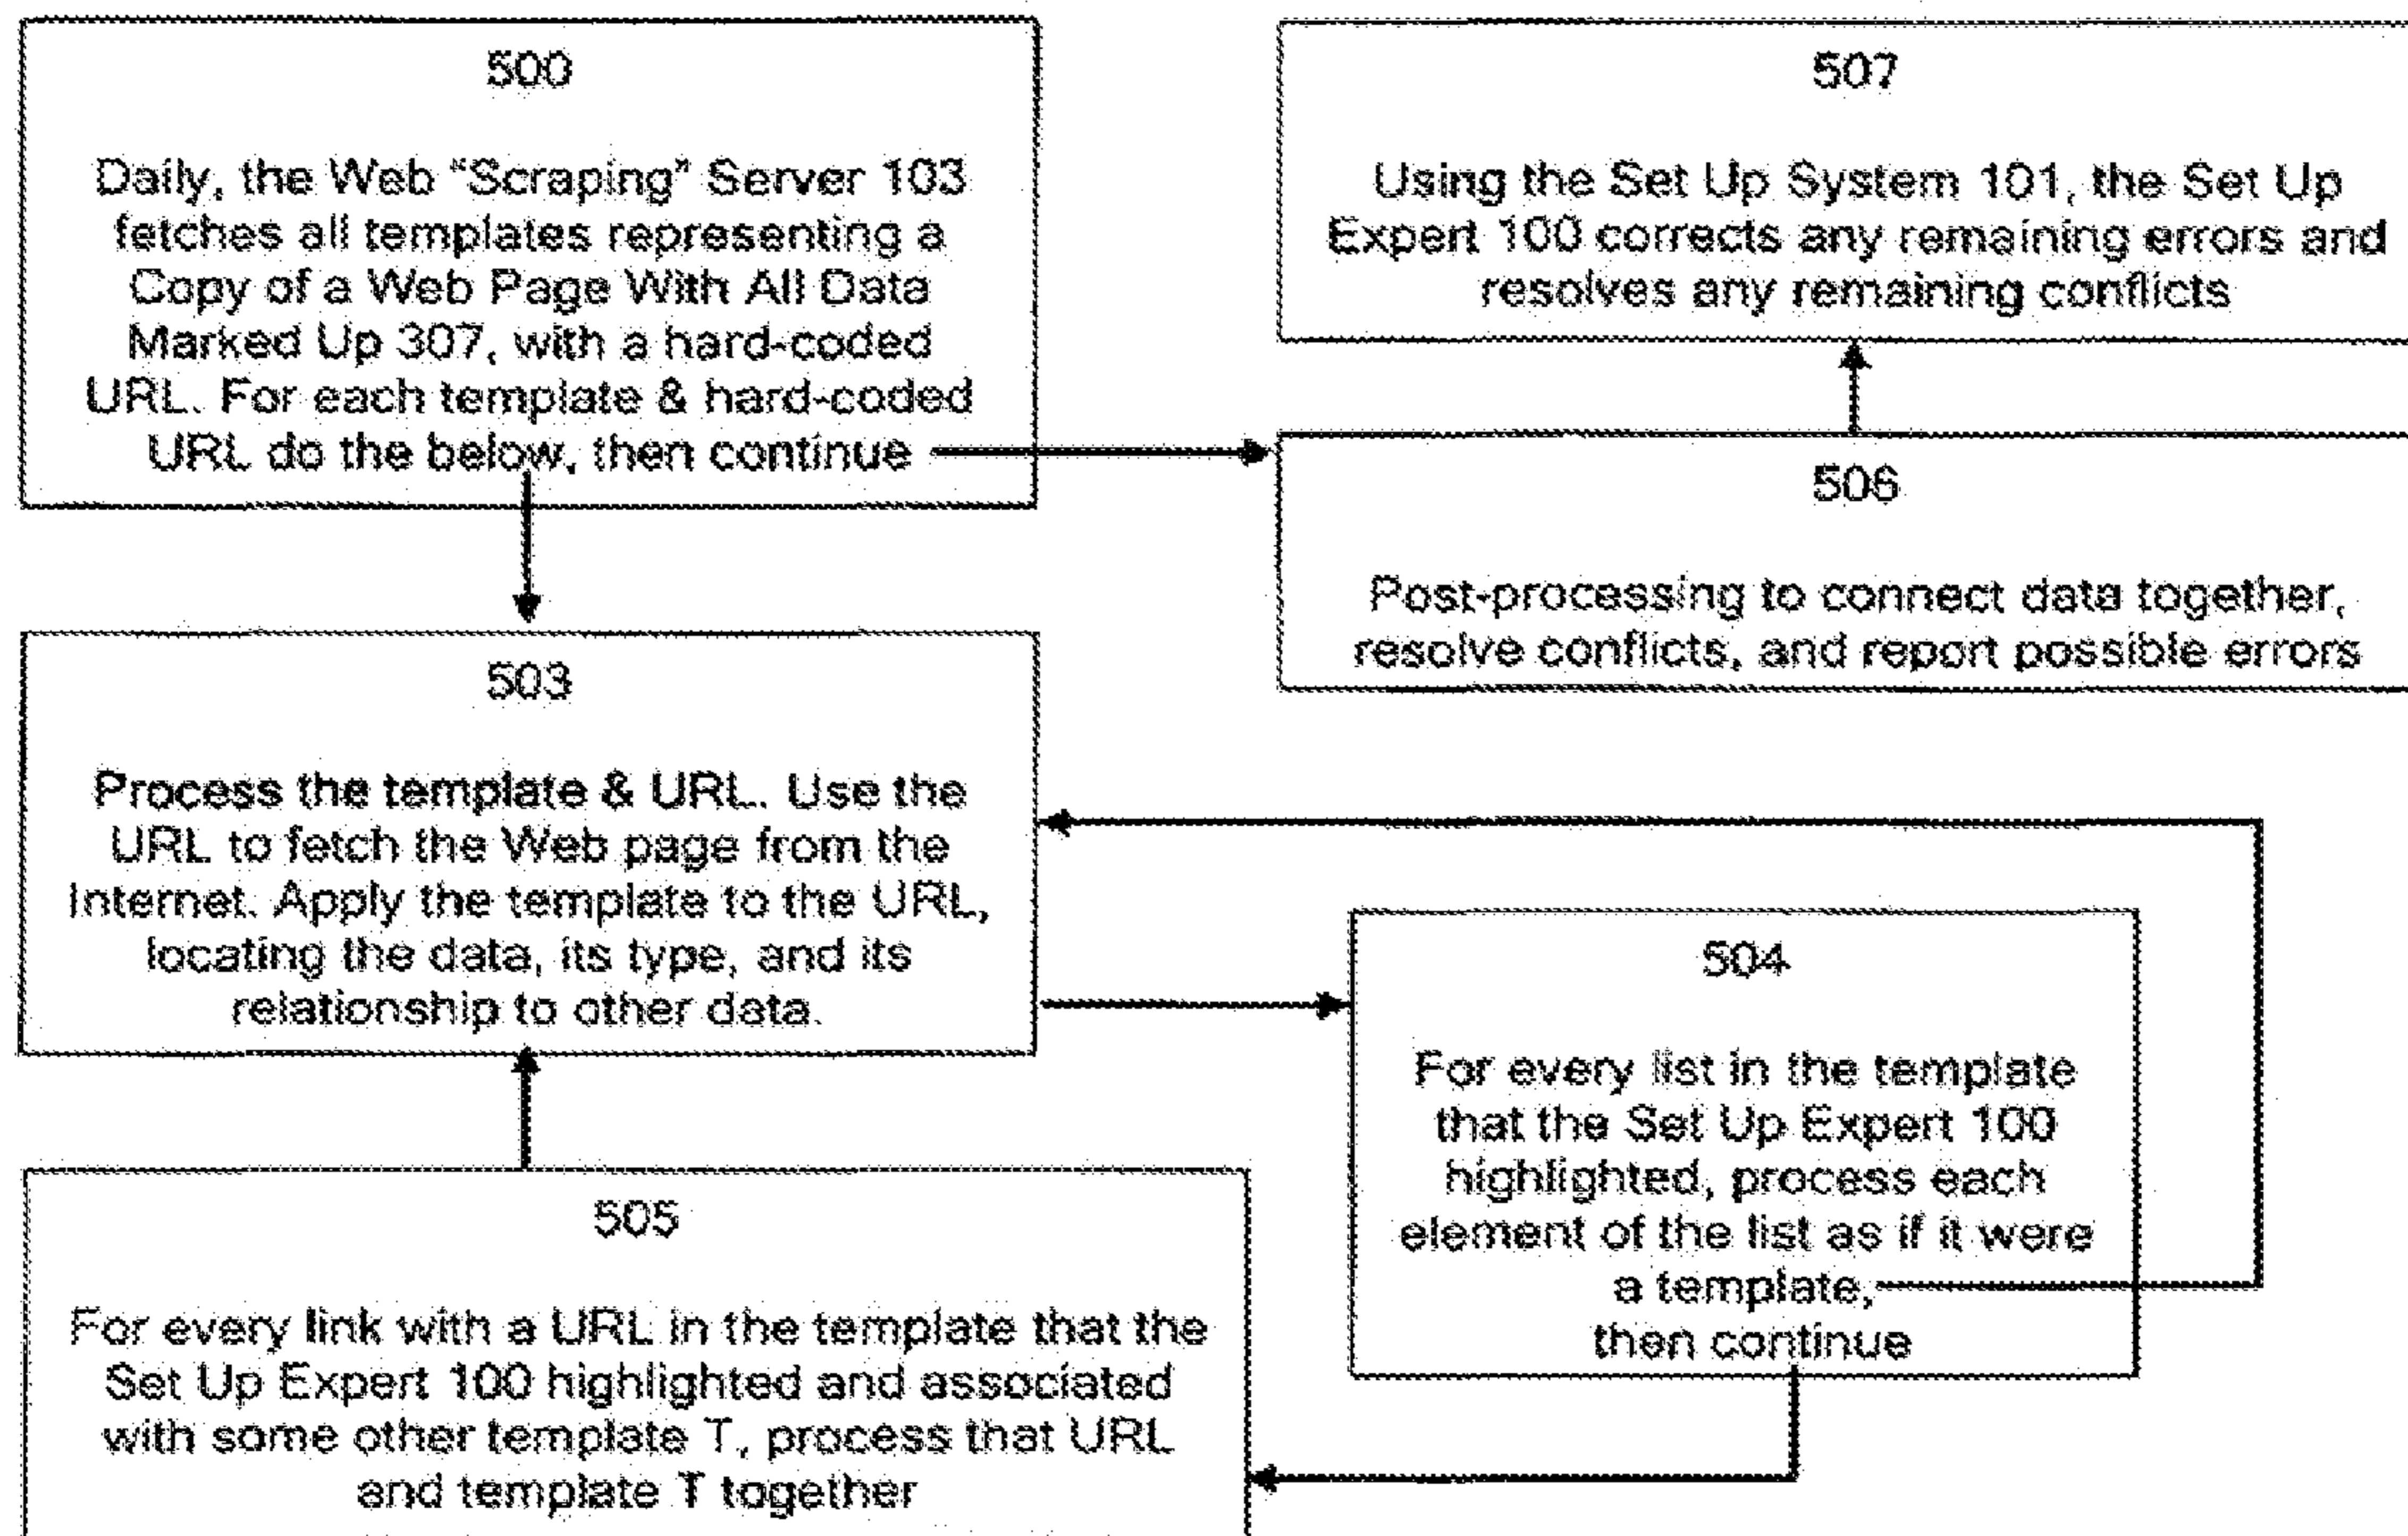 500
Daily, the Web “Scraping” Server 103
fetches all templates representing a
Copy of a Web Page With All Data
Marked Up 307, with a hard-coded
URL. For each template & hard-coded
URL do the below, then continue
507
Using the Set Up System 101, the Set Up
Expert 100 corrects any remaining errors and
resolves any remaining conflicts
506
Post-processing to connect data together,
resolve conflicts, and report possible errors
503
Process the template & URL. Use the
URL to fetch the Web page from the
Internet. Apply the template to the URL,
locating the data, its type, and its
relationship to other data.
504
For every list in the template
that the Set Up Expert 100
highlighted, process each
element of the list as if it were
a template,
then continue
505
For every link with a URL in the template that the
Set Up Expert 100 highlighted and associated
with some other template T, process that URL
and template T together